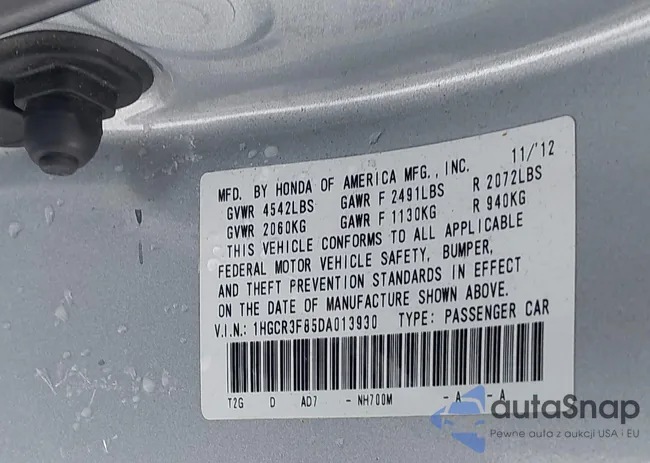 MFD. BY HONDA OF AMERICA MFG., INC. 11/'12
GVWR 4542LBS GAWR F 2491LBS R 2072LBS
GVWR 2060KG GAWR F 1130KG R 940KG
THIS VEHICLE CONFORMS TO ALL APPLICABLE
FEDERAL MOTOR VEHICLE SAFETY, BUMPER,
AND THEFT PREVENTION STANDARDS IN EFFECT
ON THE DATE OF MANUFACTURE SHOWN ABOVE.
V.I.N.: 1HGCR3F85DA013930 TYPE: PASSENGER CAR
T2G D AD7 - NH700M - A - A
autaSnap
Pewne auta z aukcji USA i EU